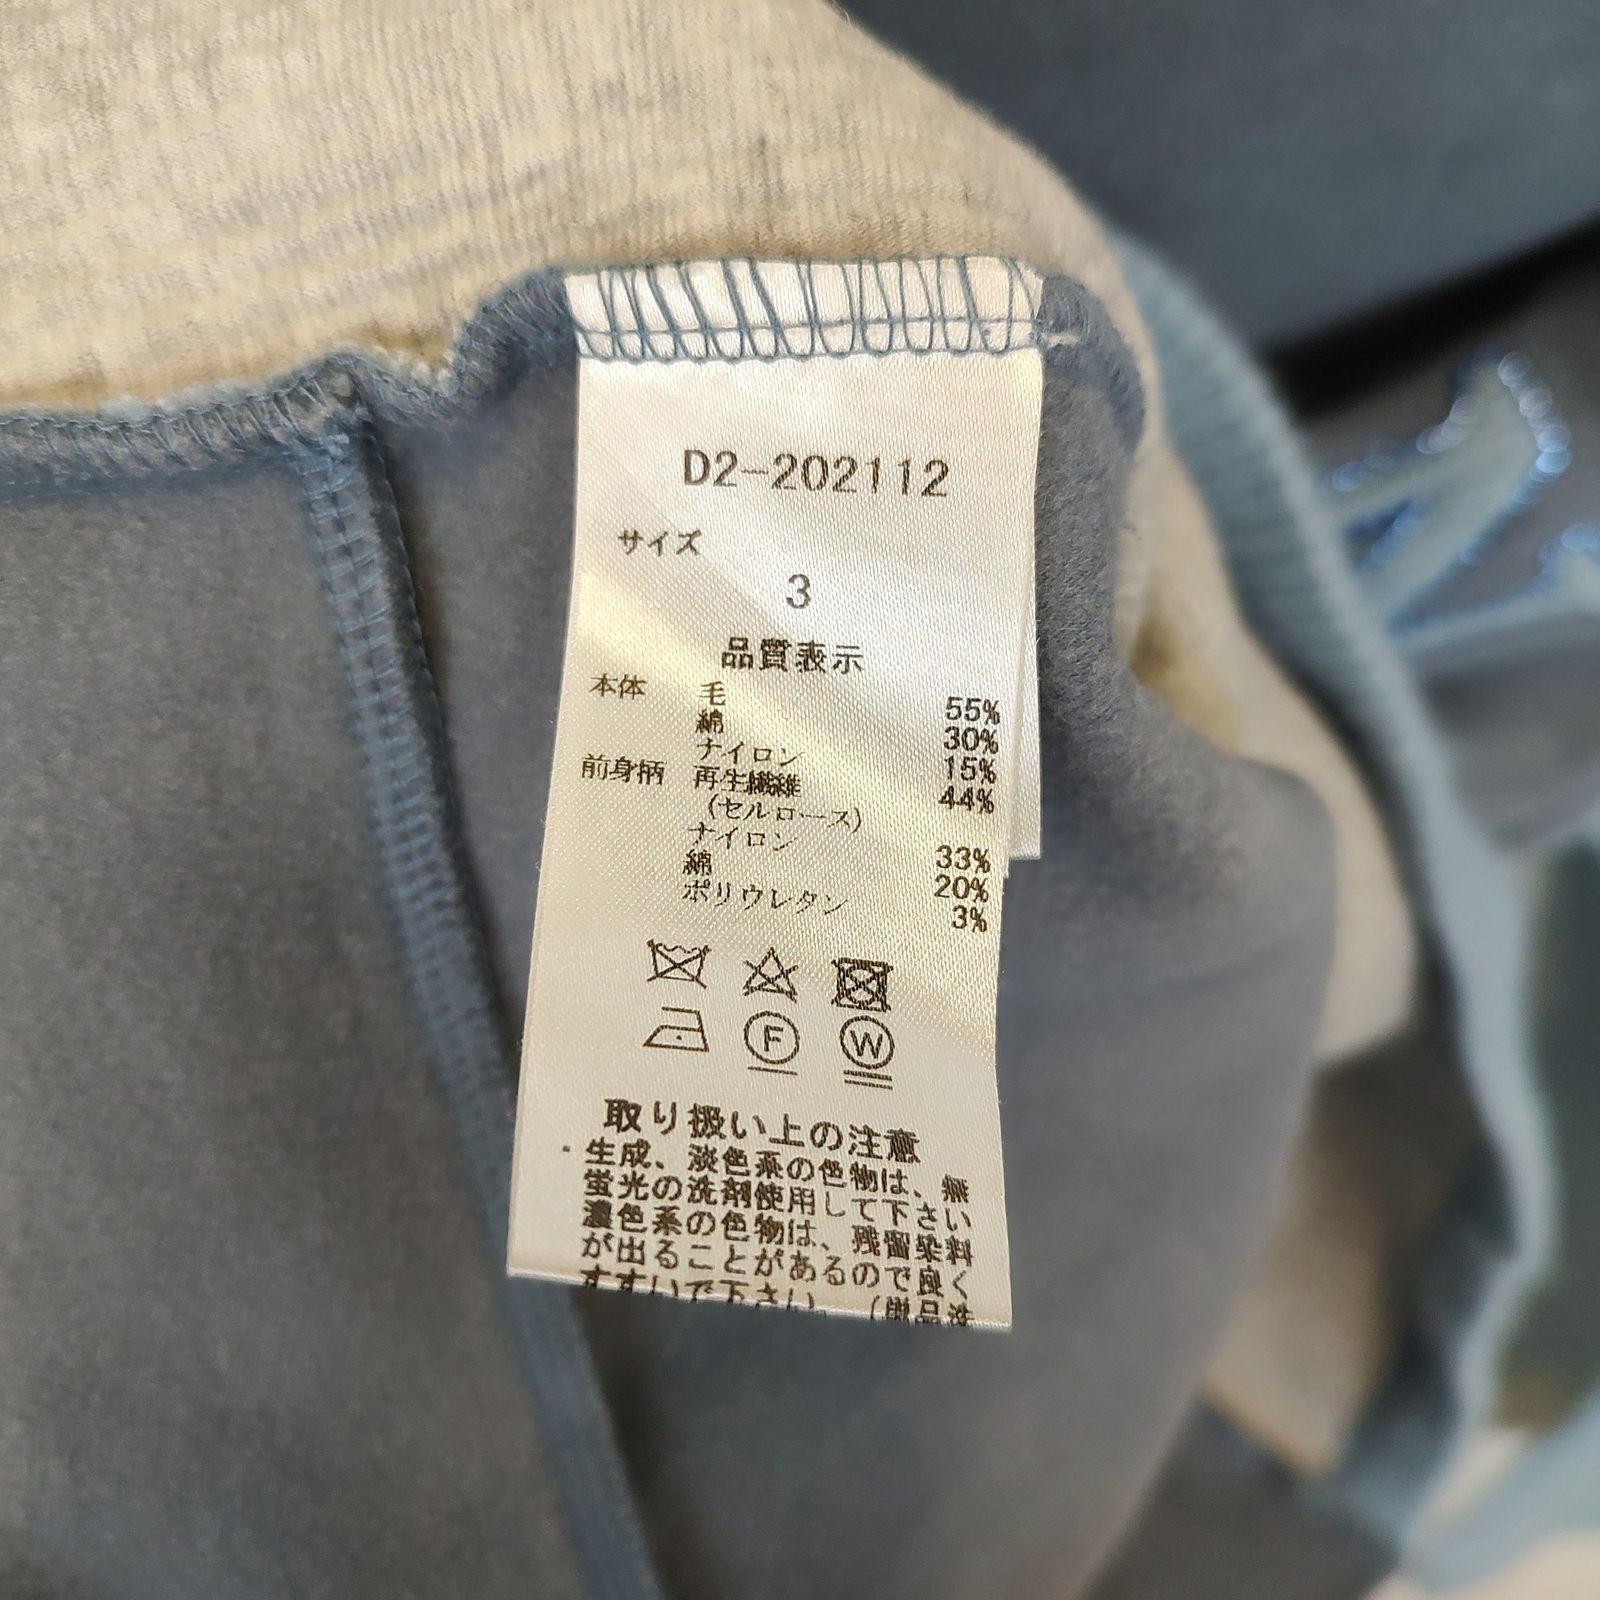 D2-202112
サイズ
3
品質表示
本体 毛 55%
綿 30%
ナイロン 15%
前身柄 再生繊維 44%
(セルロース)
ナイロン 33%
綿 20%
ポリウレタン 3%
F W
取り扱い上の注意
・生成、淡色系の色物は、無
蛍光の洗剤使用して下さい
濃色系の色物は、残留染料
が出ることがあるので良く
すすいで下さい。(単品洗